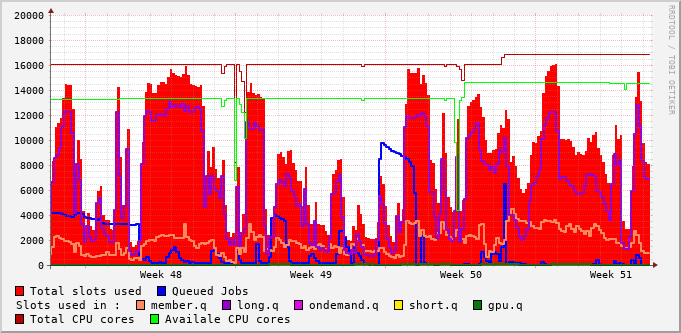 20000
18000
16000
14000
12000
10000
8000
6000
4000
2000
0
RRDTOOL / TOBI OETIKER
Week 48 Week 49 Week 50 Week 51
Total slots used Queued Jobs
Slots used in : member.q long.q ondemand.q short.q gpu.q
Total CPU cores Availale CPU cores